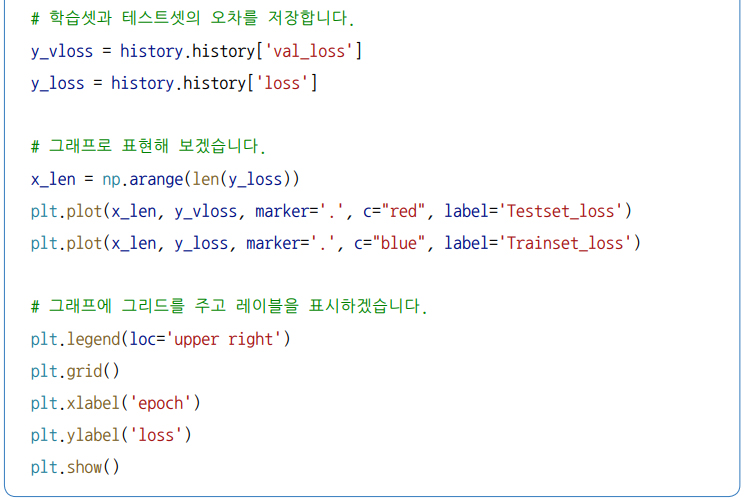 # 학습셋과 테스트셋의 오차를 저장합니다.
y_vloss = history.history['val_loss']
y_loss = history.history['loss']
# 그래프로 표현해 보겠습니다.
x_len = np.arange(len(y_loss))
plt.plot(x_len, y_vloss, marker='.', c="red", label='Testset_loss')
plt.plot(x_len, y_loss, marker='.', c="blue", label='Trainset_loss')
# 그래프에 그리드를 주고 레이블을 표시하겠습니다.
plt.legend(loc='upper right')
plt.grid()
plt.xlabel('epoch')
plt.ylabel('loss')
plt.show()